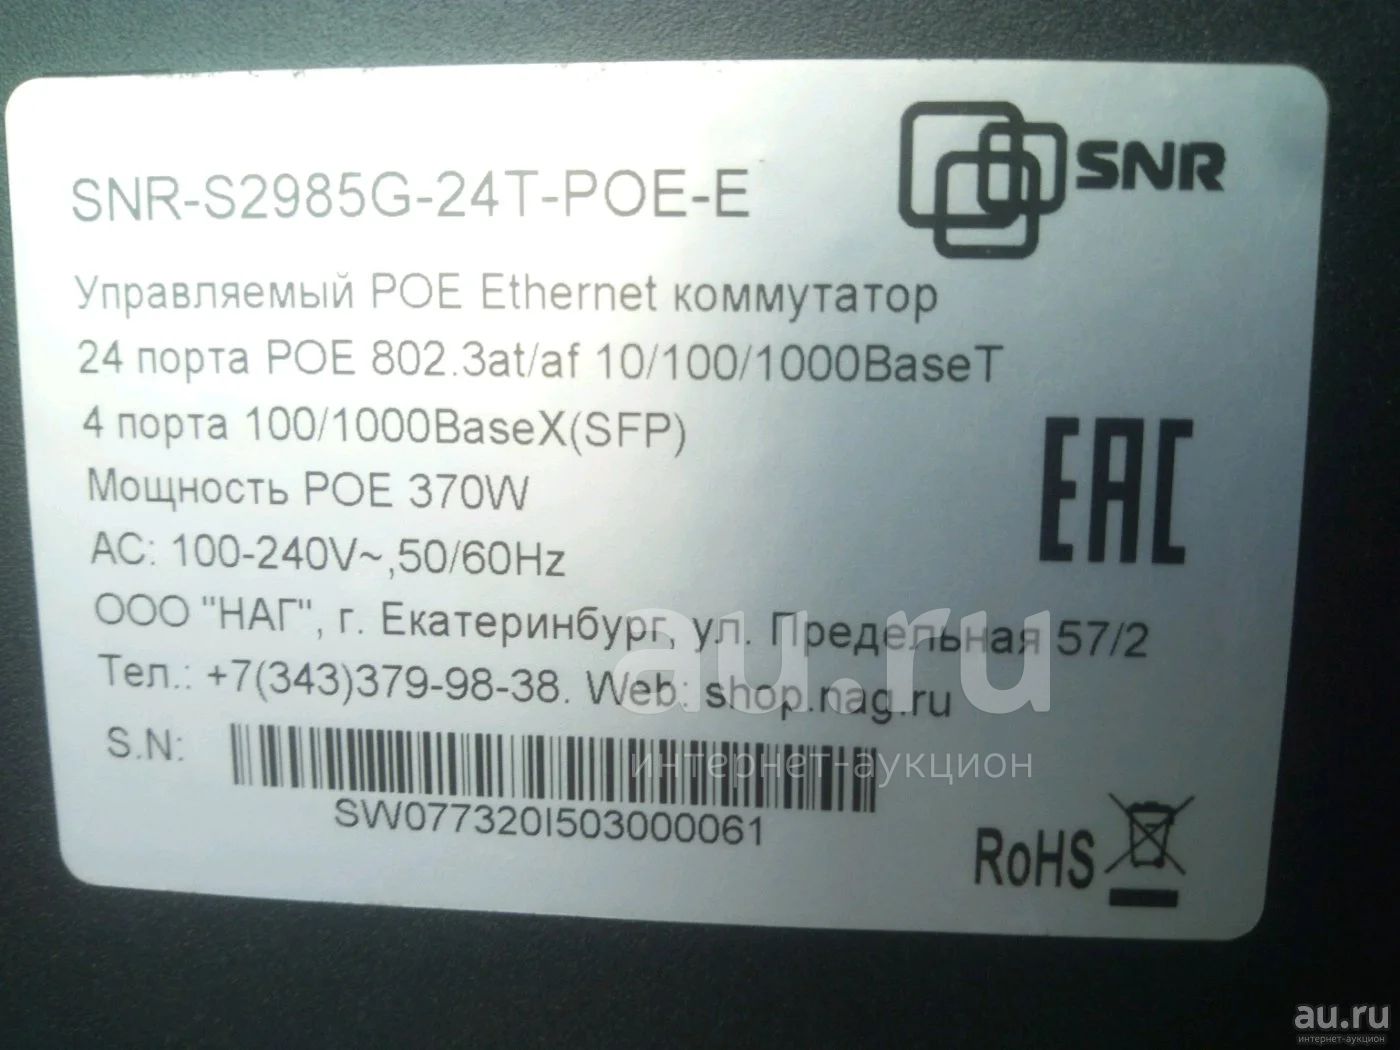 SNR
SNR-S2985G-24T-POE-E
Управляемый POE Ethernet коммутатор
24 порта POE 802.3at/af 10/100/1000BaseT
4 порта 100/1000BaseX(SFP)
Мощность POE 370W
AC: 100-240V~,50/60Hz
ООО "НАГ", г. Екатеринбург, ул. Предельная 57/2
Тел.: +7(343)379-98-38. Web: shop.nag.ru
S.N:
SW077320I503000061
EAC
RoHS
au.ru
интернет-аукцион
au.ru
интернет-аукцион